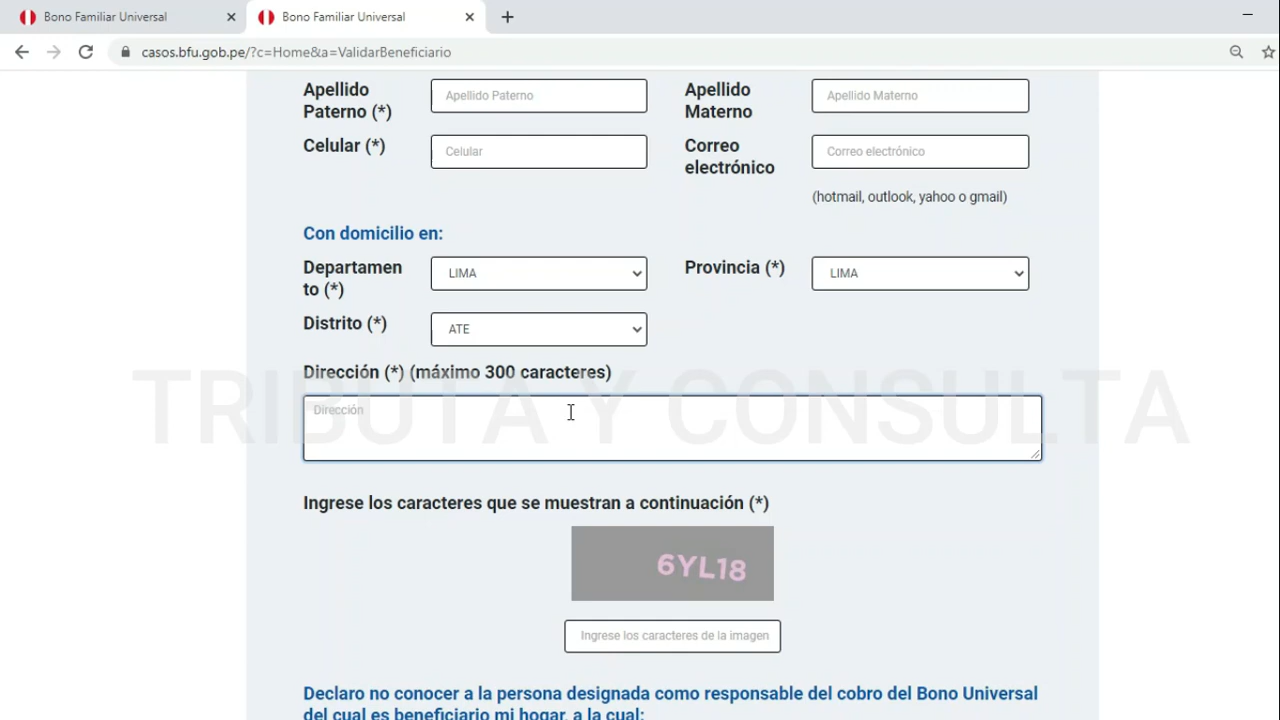 Bono Familiar Universal
Bono Familiar Universal
casos.bfu.gob.pe/?c=Home&a=ValidarBeneficiario
Apellido Paterno (*)
Apellido Paterno
Apellido Materno
Apellido Materno
Celular (*)
Celular
Correo electrónico
Correo electrónico
(hotmail, outlook, yahoo o gmail)
Con domicilio en:
Departamen
to (*)
LIMA
Provincia (*)
LIMA
Distrito (*)
ATE
Dirección (*) (máximo 300 caracteres)
Dirección
TRIBUTA Y CONSULTA
Ingrese los caracteres que se muestran a continuación (*)
6YL18
Ingrese los caracteres de la imagen
Declaro no conocer a la persona designada como responsable del cobro del Bono Universal
del cual es beneficiario mi hogar, a la cual: